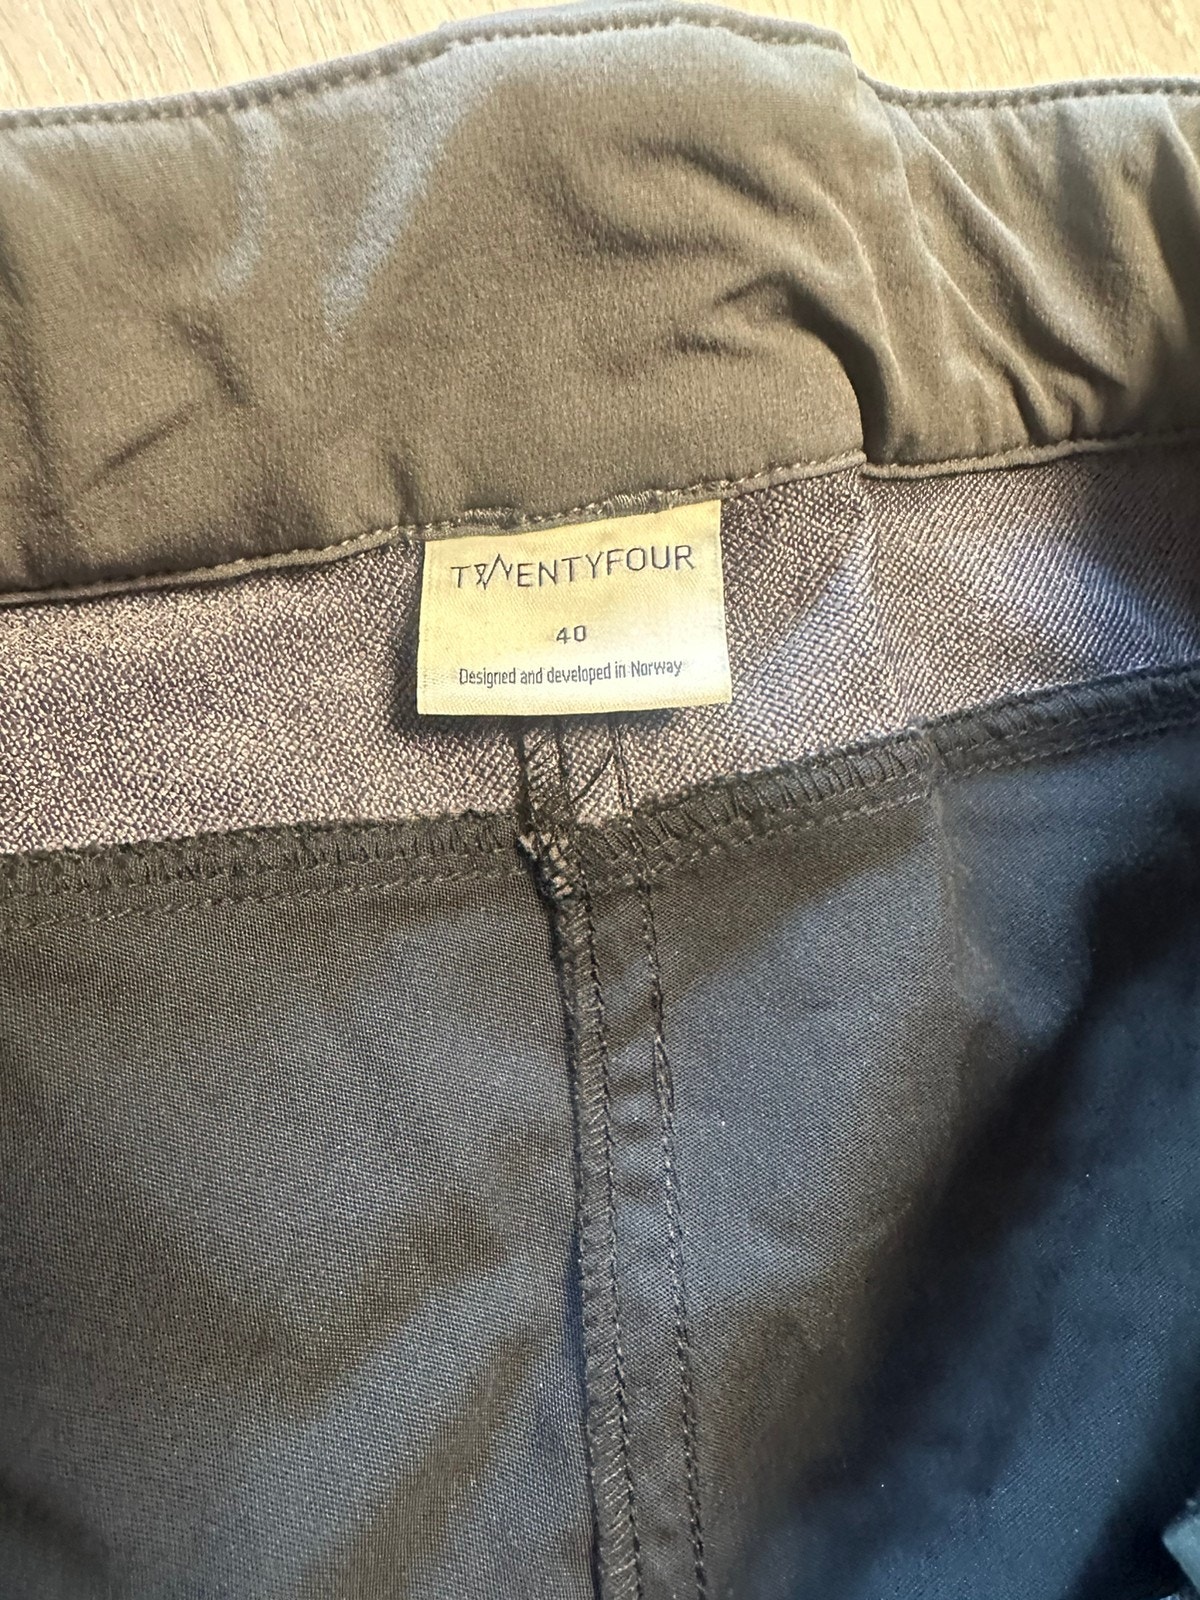 TWENTYFOUR
40
Designed and developed in Norway